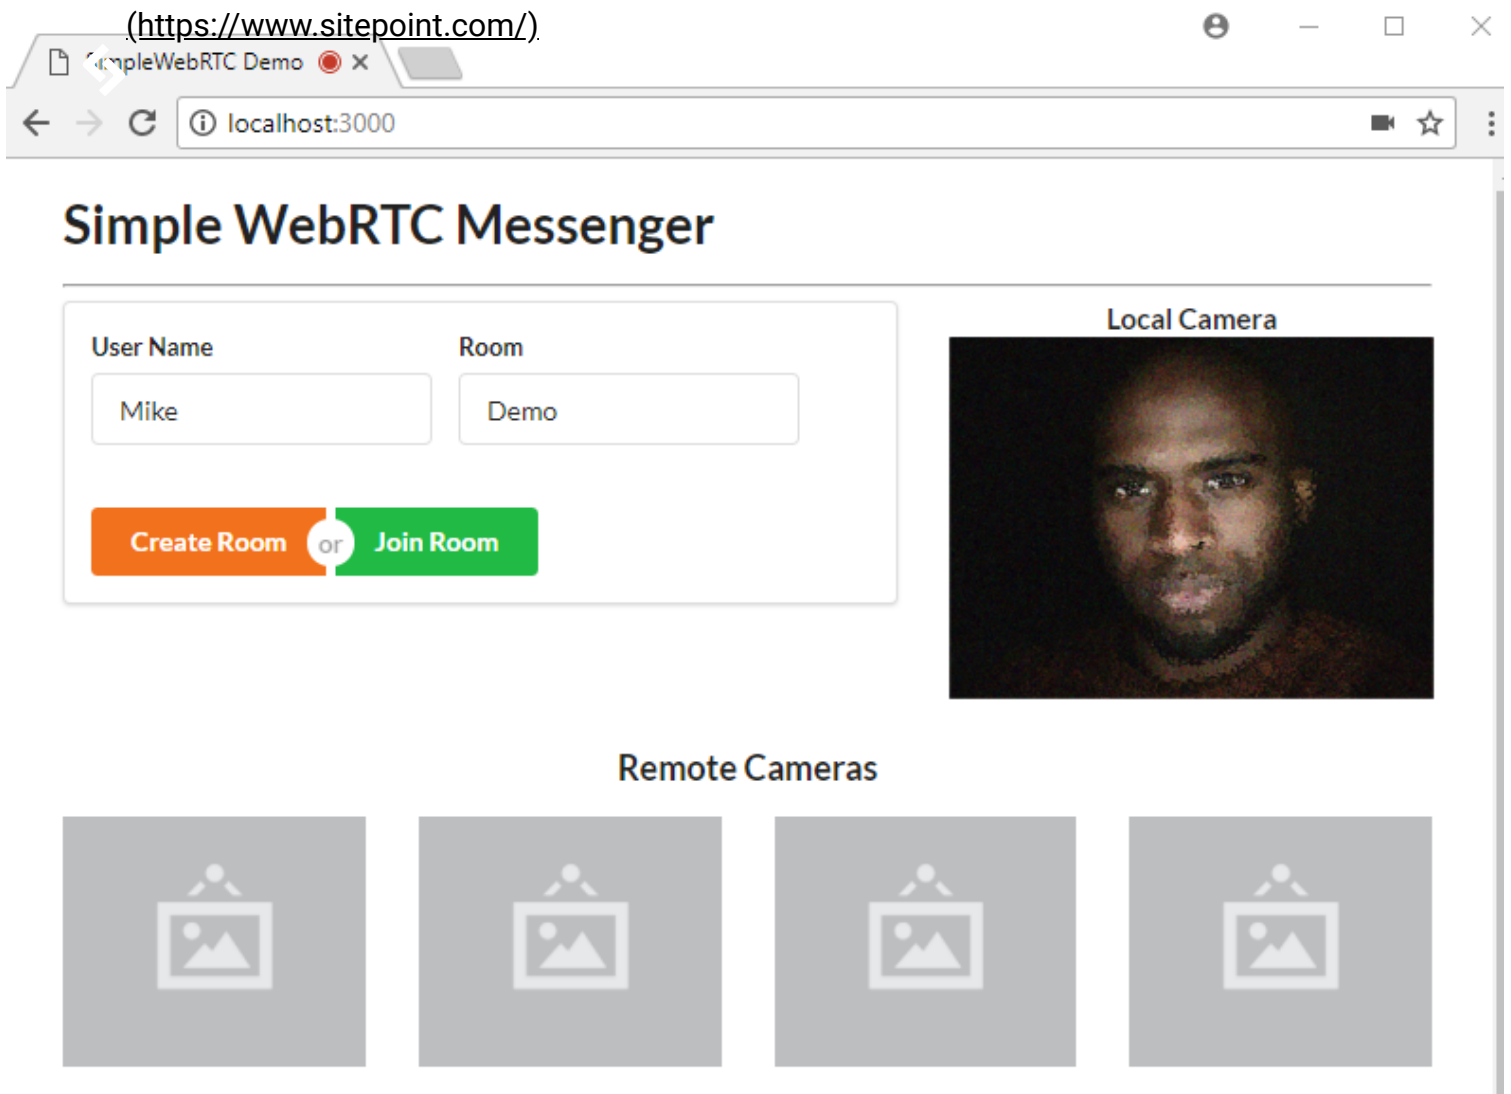 (https://www.sitepoint.com/)
SimpleWebRTC Demo
localhost:3000
Simple WebRTC Messenger
User Name
Room
Local Camera
Mike
Demo
Create Room or Join Room
Remote Cameras